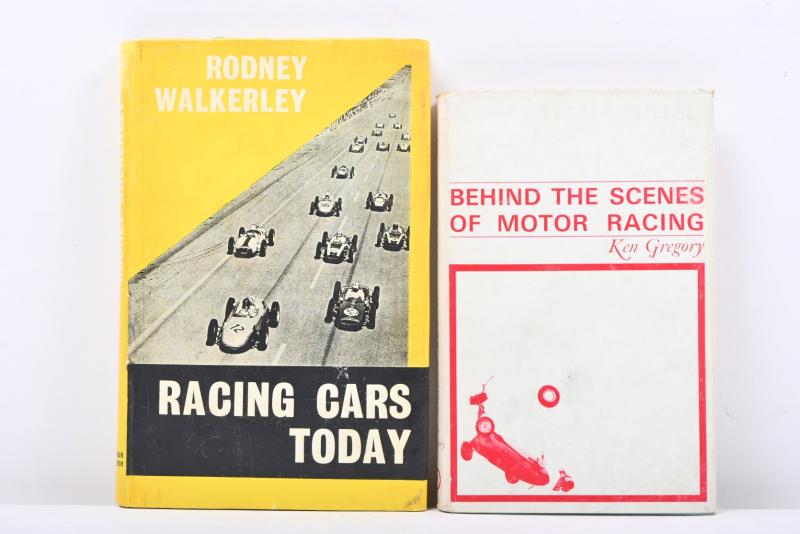 RODNEY
WALKERLEY
RACING CARS
TODAY
BEHIND THE SCENES
OF MOTOR RACING
Ken Gregory